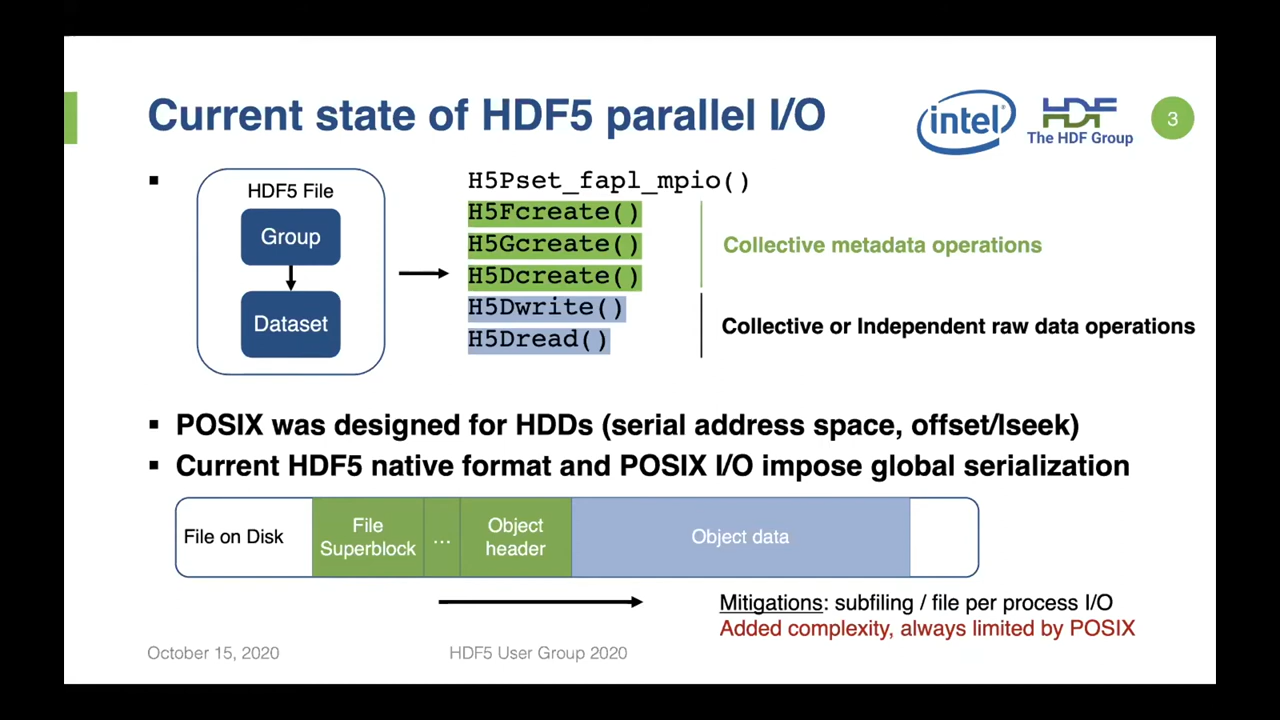 Current state of HDF5 parallel I/O
intel
HDF
The HDF Group
3
▪
HDF5 File
Group
Dataset
H5Pset_fapl_mpio()
H5Fcreate()
H5Gcreate()
H5Dcreate()
H5Dwrite()
H5Dread()
Collective metadata operations
Collective or Independent raw data operations
▪ POSIX was designed for HDDs (serial address space, offset/lseek)
▪ Current HDF5 native format and POSIX I/O impose global serialization
File on Disk
File
Superblock
...
Object
header
Object data
Mitigations: subfiling / file per process I/O
Added complexity, always limited by POSIX
October 15, 2020
HDF5 User Group 2020